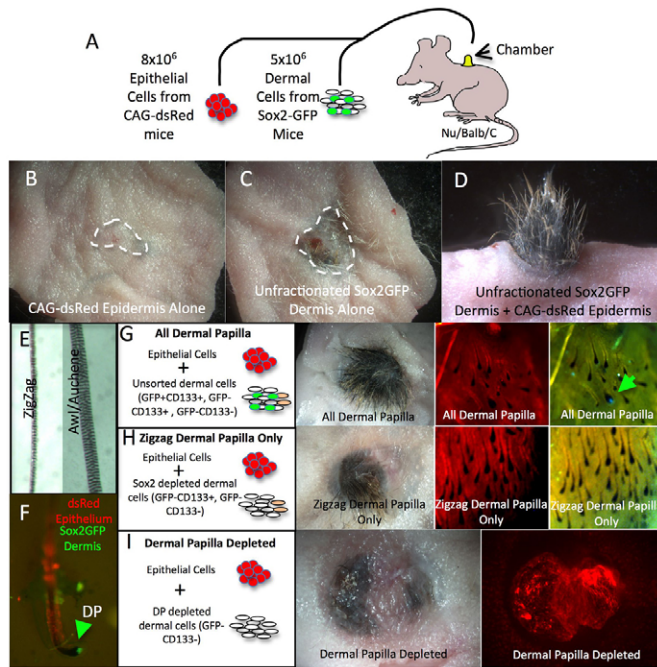 A
8x10⁶
Epithelial
Cells from
CAG-dsRed
mice
5x10⁶
Dermal
Cells from
Sox2-GFP
Mice
Chamber
Nu/Balb/C
B
CAG-dsRed Epidermis Alone
C
Unfractionated Sox2GFP
Dermis Alone
D
Unfractionated Sox2GFP
Dermis + CAG-dsRed Epidermis
E
ZigZag
Awl/Auchene
F
dsRed
Epithelium
Sox2GFP
Dermis
DP
G
All Dermal Papilla
Epithelial Cells
+
Unsorted dermal cells
(GFP+CD133+, GFP-
CD133+ , GFP-CD133-)
All Dermal Papilla
All Dermal Papilla
All Dermal Papilla
H
Zigzag Dermal Papilla Only
Epithelial Cells
+
Sox2 depleted dermal
cells (GFP-CD133+, GFP-
CD133-)
Zigzag Dermal Papilla
Only
Zigzag Dermal Papilla
Only
Zigzag Dermal Papilla
Only
I
Dermal Papilla Depleted
Epithelial Cells
+
DP depleted
dermal cells (GFP-
CD133-)
Dermal Papilla Depleted
Dermal Papilla Depleted